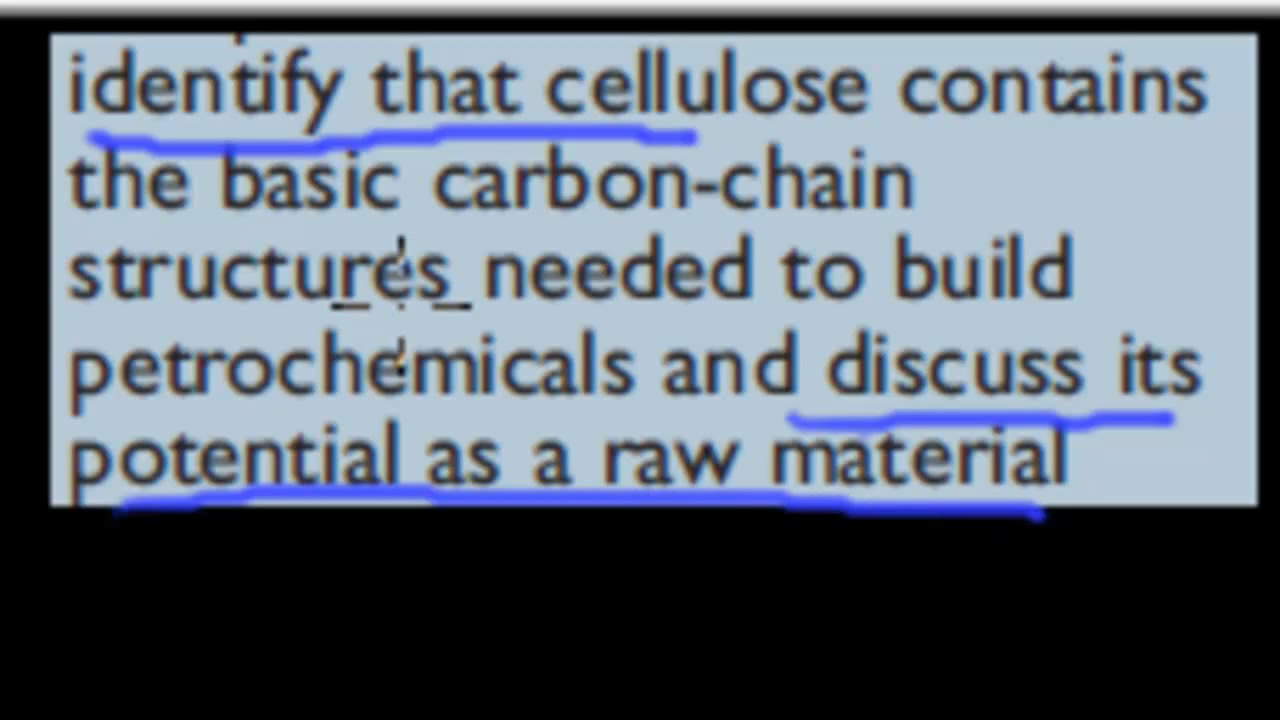 identify that cellulose contains
the basic carbon-chain
structures needed to build
petrochemicals and discuss its
potential as a raw material